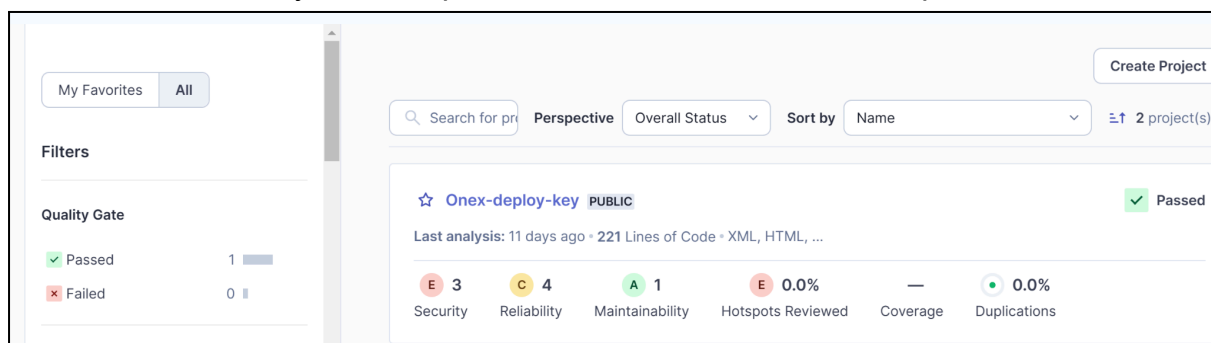 My Favorites All
Filters
Quality Gate
Passed 1
Failed 0
Create Project
Search for pro
Perspective Overall Status Sort by Name 2 project(s)
Onex-deploy-key PUBLIC Passed
Last analysis: 11 days ago • 221 Lines of Code • XML, HTML, ...
E 3 C 4 A 1 E 0.0% — 0.0%
Security Reliability Maintainability Hotspots Reviewed Coverage Duplications